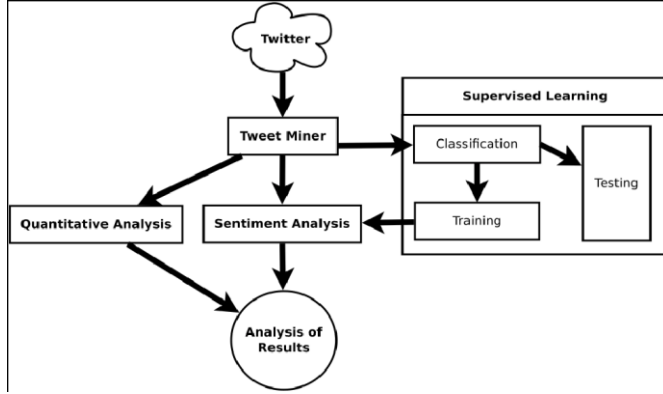 Twitter
Supervised Learning
Tweet Miner
Classification
Testing
Quantitative Analysis
Sentiment Analysis
Training
Analysis of
Results